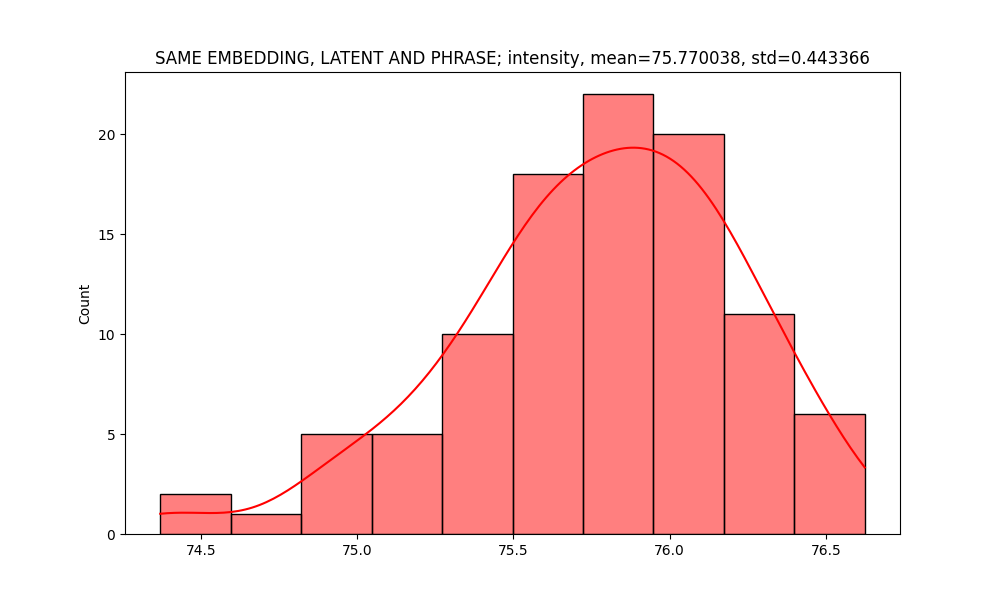 SAME EMBEDDING, LATENT AND PHRASE; intensity, mean=75.770038, std=0.443366
Count
20
15
10
5
0
74.5 75.0 75.5 76.0 76.5